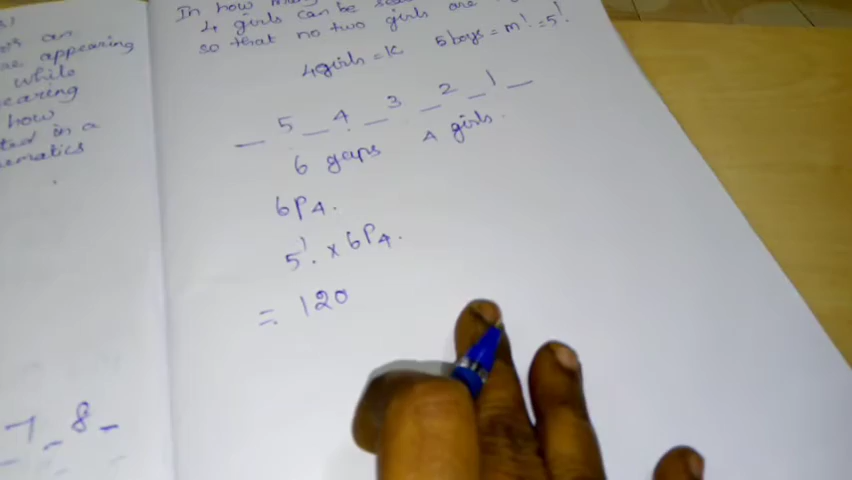 an
appearing
while
earing
how
ted in a
ematics
7 _ 8 _
In how many
4 girls can be
so that no two girls are
4 girls = k 5 boys = m! = 5!
_ 5 _ 4 _ 3 _ 2 _ 1 _
6 gaps 4 girls.
6P4.
5! × 6P4.
= 120